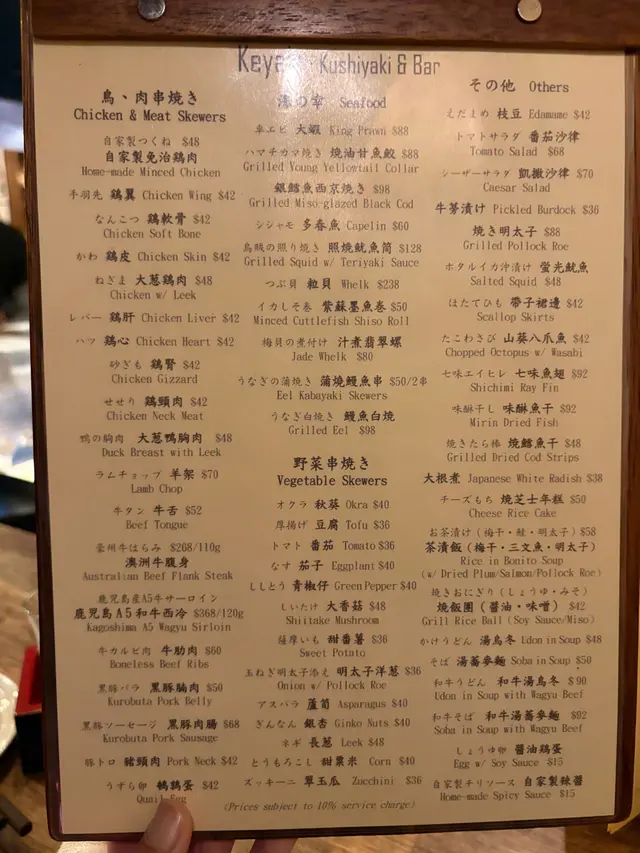 Kushiyaki & Bar
鳥、肉串焼き
Chicken & Meat Skewers
自家製つくね $48
自家製免治鶏肉
Home-made Minced Chicken
手羽先 鶏翼 Chicken Wing $42
なんこつ 鶏軟骨 $42
Chicken Soft Bone
かわ 鶏皮 Chicken Skin $42
ねぎま 大葱鶏肉 $48
Chicken w/ Leek
レバー 鶏肝 Chicken Liver $42
ハツ 鶏心 Chicken Heart $42
砂ぎも 鶏腎 $42
Chicken Gizzard
せせり 鶏頸肉 $42
Chicken Neck Meat
鴨の胸肉 大葱鴨胸肉 $48
Duck Breast with Leek
ラムチョップ 羊架 $70
Lamb Chop
牛タン 牛舌 $52
Beef Tongue
豪州牛はらみ $268/110g
澳洲牛腹身
Australian Beef Flank Steak
鹿児島産A5牛サーロイン
鹿児島A5和牛西冷 $368/120g
Kagoshima A5 Wagyu Sirloin
牛カルビ肉 牛肋肉 $60
Boneless Beef Ribs
黒豚バラ 黒豚腩肉 $50
Kurobuta Pork Belly
黒豚ソーセージ 黒豚肉腸 $68
Kurobuta Pork Sausage
豚トロ 豬頸肉 Pork Neck $42
うずら卵 鵪鶉蛋 $42
Quail Egg
海の幸 Seafood
車エビ 大蝦 King Prawn $88
ハマチカマ焼き 燒油甘魚鮫 $88
Grilled Young Yellowtail Collar
銀鱈魚西京焼き $98
Grilled Miso-glazed Black Cod
シシャモ 多春魚 Capelin $60
烏賊の照り焼き 照燒魷魚筒 $128
Grilled Squid w/ Teriyaki Sauce
つぶ貝 粒貝 Whelk $238
イカしそ巻 紫蘇墨魚巻 $50
Minced Cuttlefish Shiso Roll
梅貝の煮付け 汁煮翡翠螺
Jade Whelk $80
うなぎの蒲焼き 蒲燒鰻魚串 $50/2串
Eel Kabayaki Skewers
うなぎ白焼き 鰻魚白燒
Grilled Eel $98
野菜串焼き
Vegetable Skewers
オクラ 秋葵 Okra $40
厚揚げ 豆腐 Tofu $36
トマト 番茄 Tomato $36
なす 茄子 Eggplant $40
ししとう 青椒仔 Green Pepper $40
しいたけ 大香菇 $48
Shiitake Mushroom
薩摩いも 甜番薯 $36
Sweet Potato
玉ねぎ明太子添え 明太子洋葱 $36
Onion w/ Pollock Roe
アスパラ 蘆筍 Asparagus $40
ぎんなん 銀杏 Ginko Nuts $40
ネギ 長葱 Leek $48
とうもろこし 甜粟米 Corn $40
ズッキーニ 翠玉瓜 Zucchini $36
(Prices subject to 10% service charge)
その他 Others
えだまめ 枝豆 Edamame $42
トマトサラダ 番茄沙律
Tomato Salad $68
シーザーサラダ 凱撒沙律 $70
Caesar Salad
牛蒡漬け Pickled Burdock $36
焼き明太子 $88
Grilled Pollock Roe
ホタルイカ沖漬け 螢光魷魚
Salted Squid $48
ほたてひも 帶子裙邊 $42
Scallop Skirts
たこわさび 山葵八爪魚 $42
Chopped Octopus w/ Wasabi
七味エイヒレ 七味魚翅 $92
Shichimi Ray Fin
味醂干し 味醂魚干 $92
Mirin Dried Fish
焼きたら棒 燒鱈魚干 $48
Grilled Dried Cod Strips
大根煮 Japanese White Radish $38
チーズもち 燒芝士年糕 $50
Cheese Rice Cake
お茶漬け(梅干・鮭・明太子) $58
茶漬飯(梅干・三文魚・明太子)
Rice in Bonito Soup
(w/ Dried Plum/Salmon/Pollock Roe)
焼きおにぎり(しょうゆ・みそ)
燒飯團(醬油・味噌) $42
Grill Rice Ball (Soy Sauce/Miso)
かけうどん 湯烏冬 Udon in Soup $48
そば 湯蕎麥麵 Soba in Soup $50
和牛うどん 和牛湯烏冬 $90
Udon in Soup with Wagyu Beef
和牛そば 和牛湯蕎麥麵 $92
Soba in Soup with Wagyu Beef
しょうゆ卵 醬油鶏蛋
Egg w/ Soy Sauce $15
自家製チリソース 自家製辣醬
Home-made Spicy Sauce $15